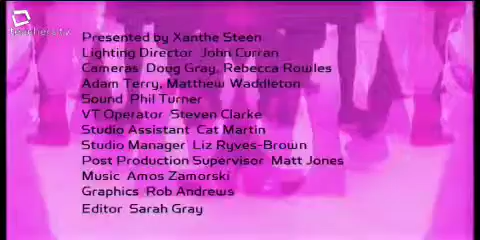 teachers.tv
Presented by Xanthe Steen
Lighting Director John Curran
Cameras Doug Gray, Rebecca Rowles
Adam Terry, Matthew Waddleton
Sound Phil Turner
VT Operator Steven Clarke
Studio Assistant Cat Martin
Studio Manager Liz Ryves-Brown
Post Production Supervisor Matt Jones
Music Amos Zamorski
Graphics Rob Andrews
Editor Sarah Gray